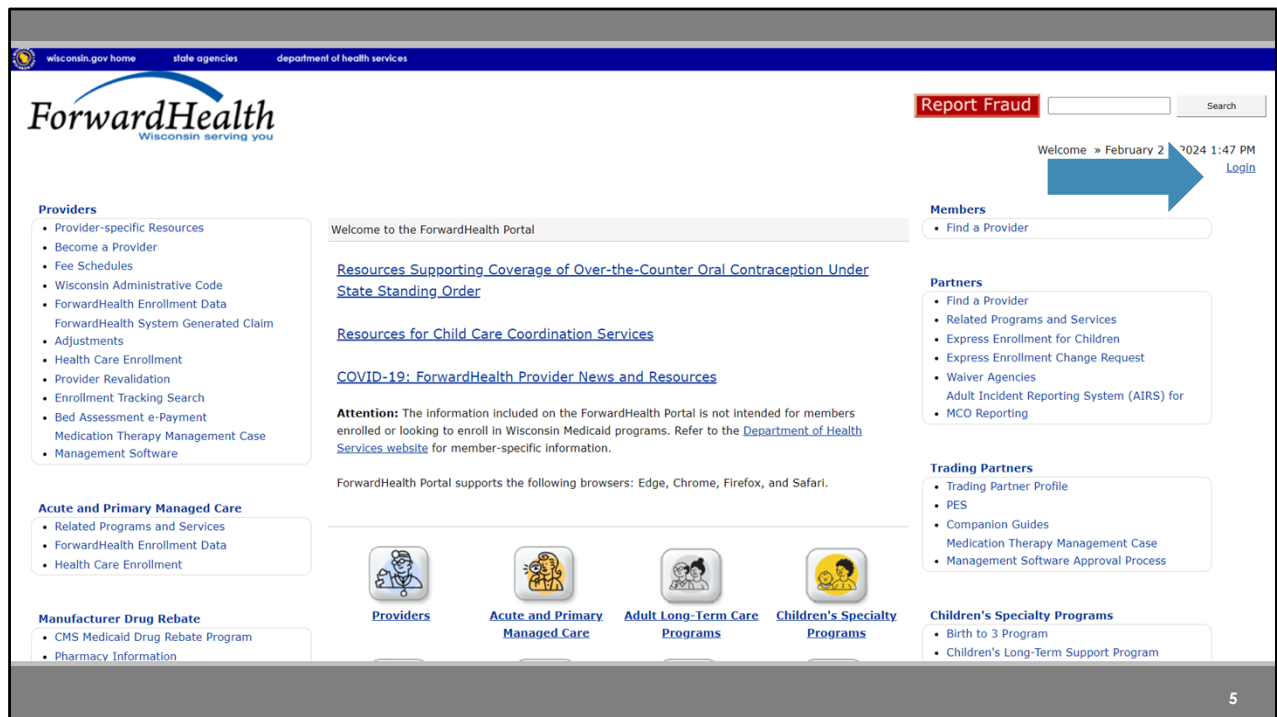 wisconsin.gov home state agencies department of health services
ForwardHealth
Wisconsin serving you
Report Fraud
Search
Welcome » February 2 2024 1:47 PM
Login
Providers
• Provider-specific Resources
• Become a Provider
• Fee Schedules
• Wisconsin Administrative Code
• ForwardHealth Enrollment Data
ForwardHealth System Generated Claim
• Adjustments
• Health Care Enrollment
• Provider Revalidation
• Enrollment Tracking Search
• Bed Assessment e-Payment
Medication Therapy Management Case
• Management Software
Acute and Primary Managed Care
• Related Programs and Services
• ForwardHealth Enrollment Data
• Health Care Enrollment
Manufacturer Drug Rebate
• CMS Medicaid Drug Rebate Program
• Pharmacy Information
Welcome to the ForwardHealth Portal
Resources Supporting Coverage of Over-the-Counter Oral Contraception Under
State Standing Order
Resources for Child Care Coordination Services
COVID-19: ForwardHealth Provider News and Resources
Attention: The information included on the ForwardHealth Portal is not intended for members
enrolled or looking to enroll in Wisconsin Medicaid programs. Refer to the Department of Health
Services website for member-specific information.
ForwardHealth Portal supports the following browsers: Edge, Chrome, Firefox, and Safari.
Providers
Acute and Primary
Managed Care
Adult Long-Term Care
Programs
Children's Specialty
Programs
Members
• Find a Provider
Partners
• Find a Provider
• Related Programs and Services
• Express Enrollment for Children
• Express Enrollment Change Request
• Waiver Agencies
Adult Incident Reporting System (AIRS) for
• MCO Reporting
Trading Partners
• Trading Partner Profile
• PES
• Companion Guides
Medication Therapy Management Case
• Management Software Approval Process
Children's Specialty Programs
• Birth to 3 Program
• Children's Long-Term Support Program
5